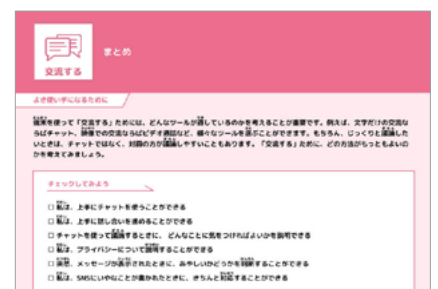 まとめ
交流する
よき使い手になるために
端末を使って「交流する」ためには、どんなツールが適しているのかを考えることが重要です。例えば、文字だけの交流な
らばチャット、映像での交流ならばビデオ通話など、様々なツールを選ぶことができます。もちろん、じっくりと議論した
いときは、チャットではなく、対面の方が議論しやすいこともあります。「交流する」ために、どの方法がもっともよいの
かを考えてみましょう。
チェックしてみよう
□ 私は、上手にチャットを使うことができる
□ 私は、上手に話し合いを進めることができる
□ チャットを使って議論するときに、どんなことに気をつければよいかを説明できる
□ 私は、プライバシーについて説明することができる
□ 突然、メッセージが表示されたときに、あやしいかどうかを判断することができる
□ 私は、SNSにいやなことが書かれたときに、きちんと対応することができる